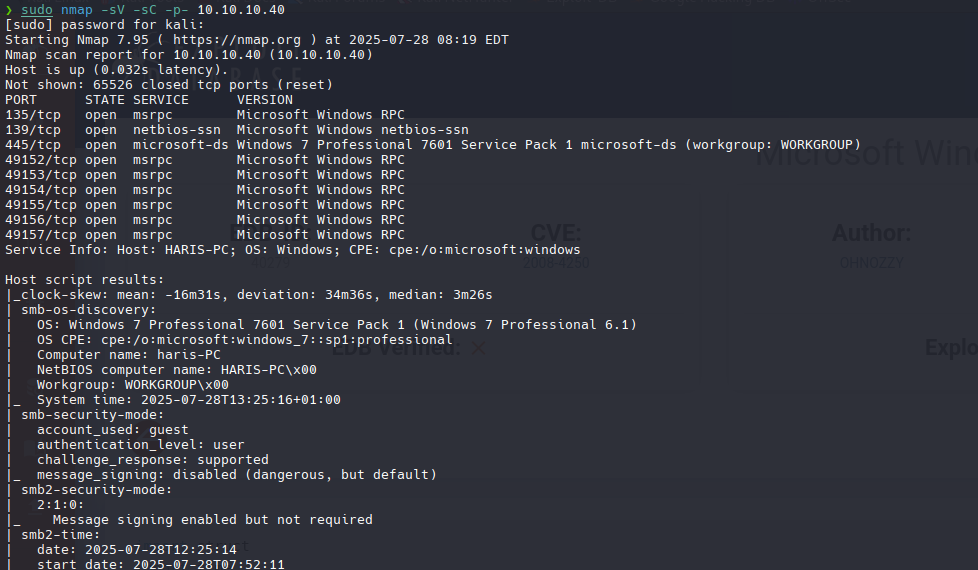 ❯ sudo nmap -sV -sC -p- 10.10.10.40
[sudo] password for kali:
Starting Nmap 7.95 ( https://nmap.org ) at 2025-07-28 08:19 EDT
Nmap scan report for 10.10.10.40 (10.10.10.40)
Host is up (0.032s latency).
Not shown: 65526 closed tcp ports (reset)
PORT      STATE SERVICE      VERSION
135/tcp   open  msrpc        Microsoft Windows RPC
139/tcp   open  netbios-ssn  Microsoft Windows netbios-ssn
445/tcp   open  microsoft-ds Windows 7 Professional 7601 Service Pack 1 microsoft-ds (workgroup: WORKGROUP)
49152/tcp open  msrpc        Microsoft Windows RPC
49153/tcp open  msrpc        Microsoft Windows RPC
49154/tcp open  msrpc        Microsoft Windows RPC
49155/tcp open  msrpc        Microsoft Windows RPC
49156/tcp open  msrpc        Microsoft Windows RPC
49157/tcp open  msrpc        Microsoft Windows RPC
Service Info: Host: HARIS-PC; OS: Windows; CPE: cpe:/o:microsoft:windows

Host script results:
|_clock-skew: mean: -16m31s, deviation: 34m36s, median: 3m26s
| smb-os-discovery:
|   OS: Windows 7 Professional 7601 Service Pack 1 (Windows 7 Professional 6.1)
|   OS CPE: cpe:/o:microsoft:windows_7::sp1:professional
|   Computer name: haris-PC
|   NetBIOS computer name: HARIS-PC\x00
|   Workgroup: WORKGROUP\x00
|_  System time: 2025-07-28T13:25:16+01:00
| smb-security-mode:
|   account_used: guest
|   authentication_level: user
|   challenge_response: supported
|_  message_signing: disabled (dangerous, but default)
| smb2-security-mode:
|   2:1:0:
|_    Message signing enabled but not required
| smb2-time:
|   date: 2025-07-28T12:25:14
|   start_date: 2025-07-28T07:52:11
Microsoft Win
CVE:
2008-4250
Author:
OHNOZZY
EDB Verified:
Explo